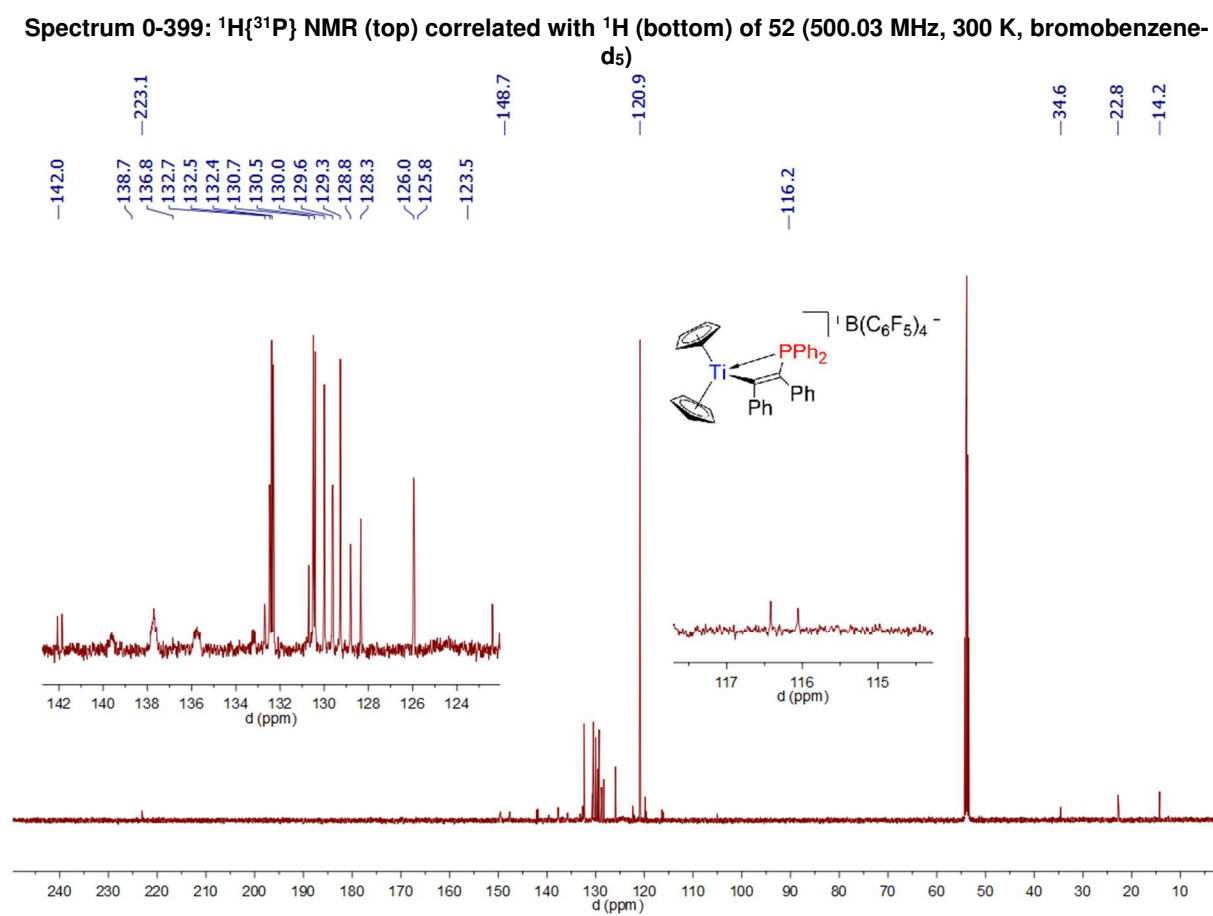 Spectrum 0-399: ¹H{³¹P} NMR (top) correlated with ¹H (bottom) of 52 (500.03 MHz, 300 K, bromobenzene-
d₅)
223.1
148.7
120.9
34.6
22.8
14.2
142.0
138.7
136.8
132.7
132.5
132.4
130.7
130.5
130.0
129.6
129.3
128.8
128.3
126.0
125.8
123.5
116.2
B(C₆F₅)₄⁻
PPh₂
Ti
Ph
Ph
142 140 138 136 134 132 130 128 126 124
d (ppm)
117 116 115
d (ppm)
240 230 220 210 200 190 180 170 160 150 140 130 120 110 100 90 80 70 60 50 40 30 20 10
d (ppm)